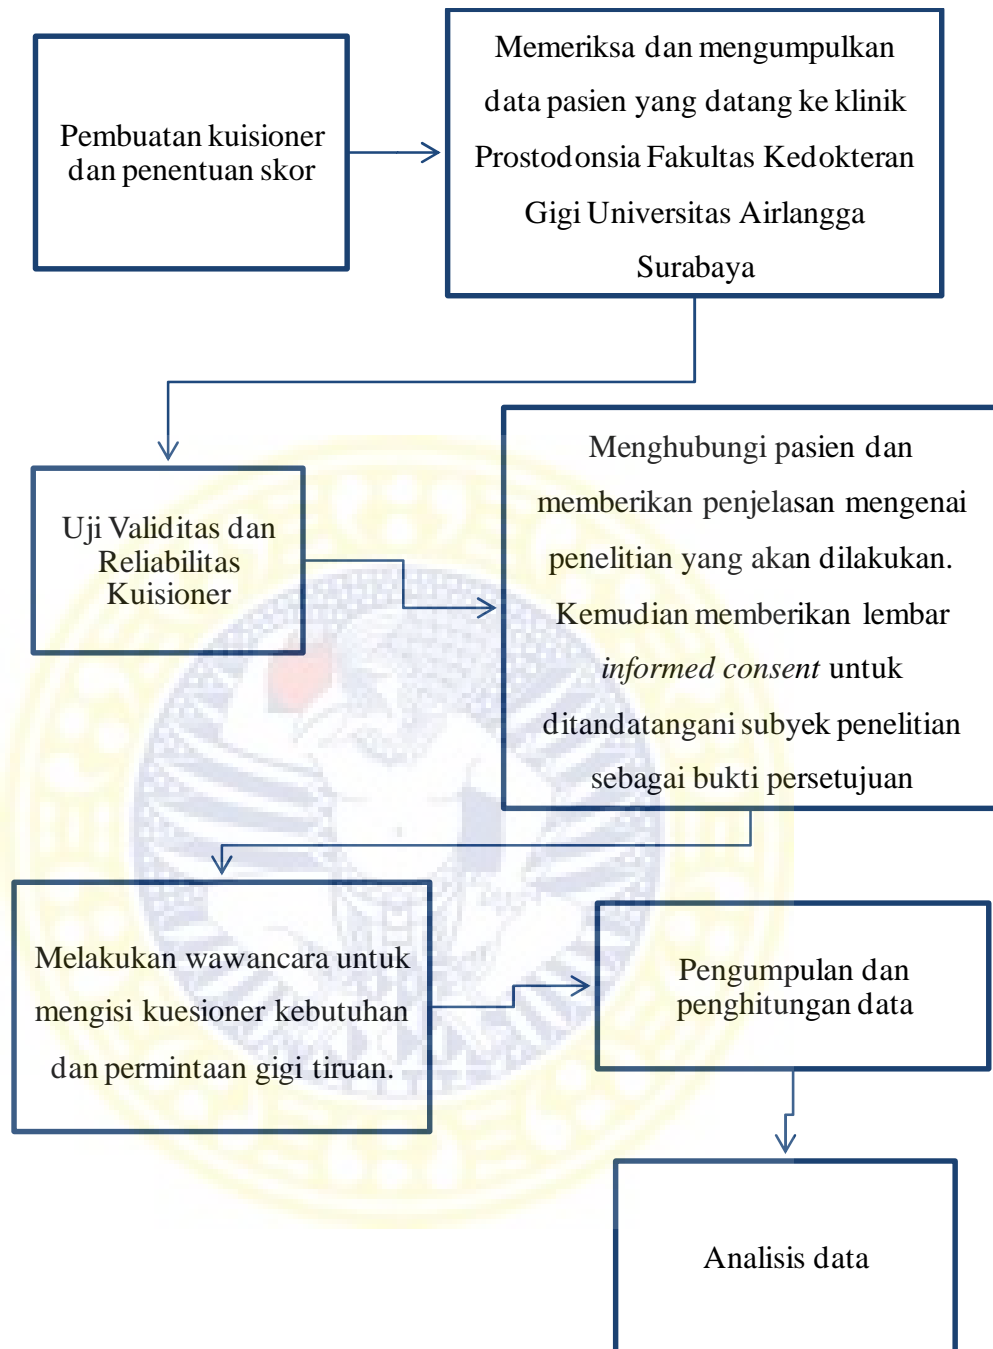 Pembuatan kuisioner
dan penentuan skor
Memeriksa dan mengumpulkan
data pasien yang datang ke klinik
Prostodonsia Fakultas Kedokteran
Gigi Universitas Airlangga
Surabaya
Uji Validitas dan
Reliabilitas
Kuisioner
Menghubungi pasien dan
memberikan penjelasan mengenai
penelitian yang akan dilakukan.
Kemudian memberikan lembar
informed consent untuk
ditandatangani subyek penelitian
sebagai bukti persetujuan
Melakukan wawancara untuk
mengisi kuesioner kebutuhan
dan permintaan gigi tiruan.
Pengumpulan dan
penghitungan data
Analisis data